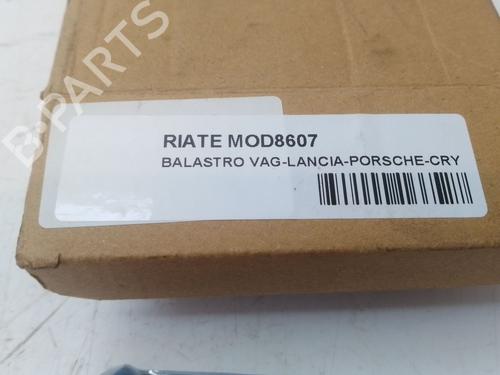 B-PARTS
RIATE MOD8607
BALASTRO VAG-LANCIA-PORSCHE-CRY